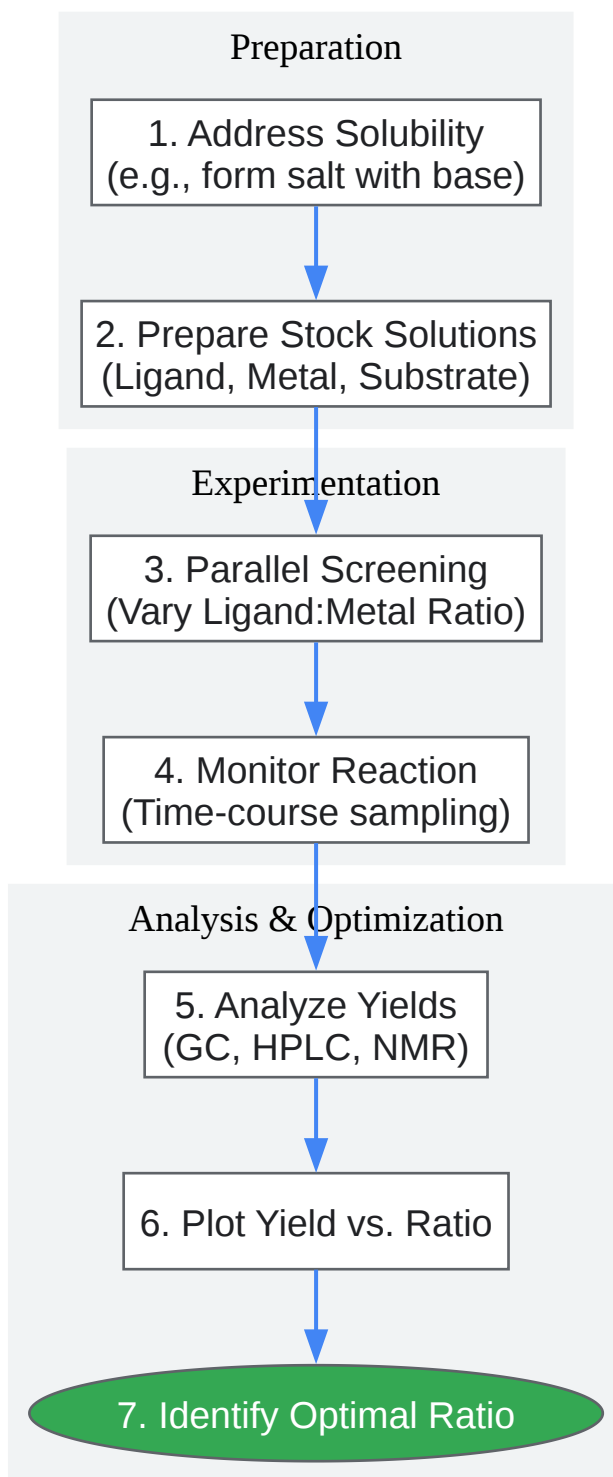 Preparation
1. Address Solubility
(e.g., form salt with base)
2. Prepare Stock Solutions
(Ligand, Metal, Substrate)
Experimentation
3. Parallel Screening
(Vary Ligand:Metal Ratio)
4. Monitor Reaction
(Time-course sampling)
Analysis & Optimization
5. Analyze Yields
(GC, HPLC, NMR)
6. Plot Yield vs. Ratio
7. Identify Optimal Ratio